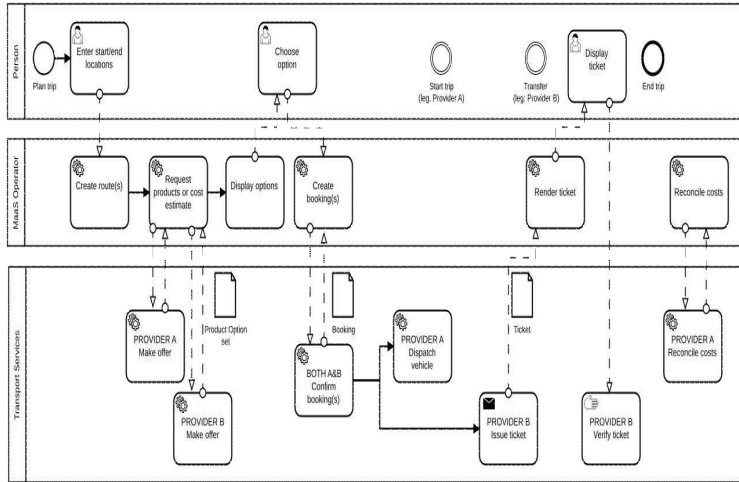 Person
Plan trip
Enter start/end
locations
Choose
option
Start trip
(leg. Provider A)
Transfer
(leg: Provider B)
Display
ticket
End trip
MaaS Operator
Create route(s)
Request
products or cost
estimate
Display options
Create
booking(s)
Render ticket
Reconcile costs
Transport Services
PROVIDER A
Make offer
Product Option
set
PROVIDER B
Make offer
Booking
BOTH A&B
Confirm
booking(s)
PROVIDER A
Dispatch
vehicle
Ticket
PROVIDER B
Issue ticket
PROVIDER B
Verify ticket
PROVIDER A
Reconcile costs